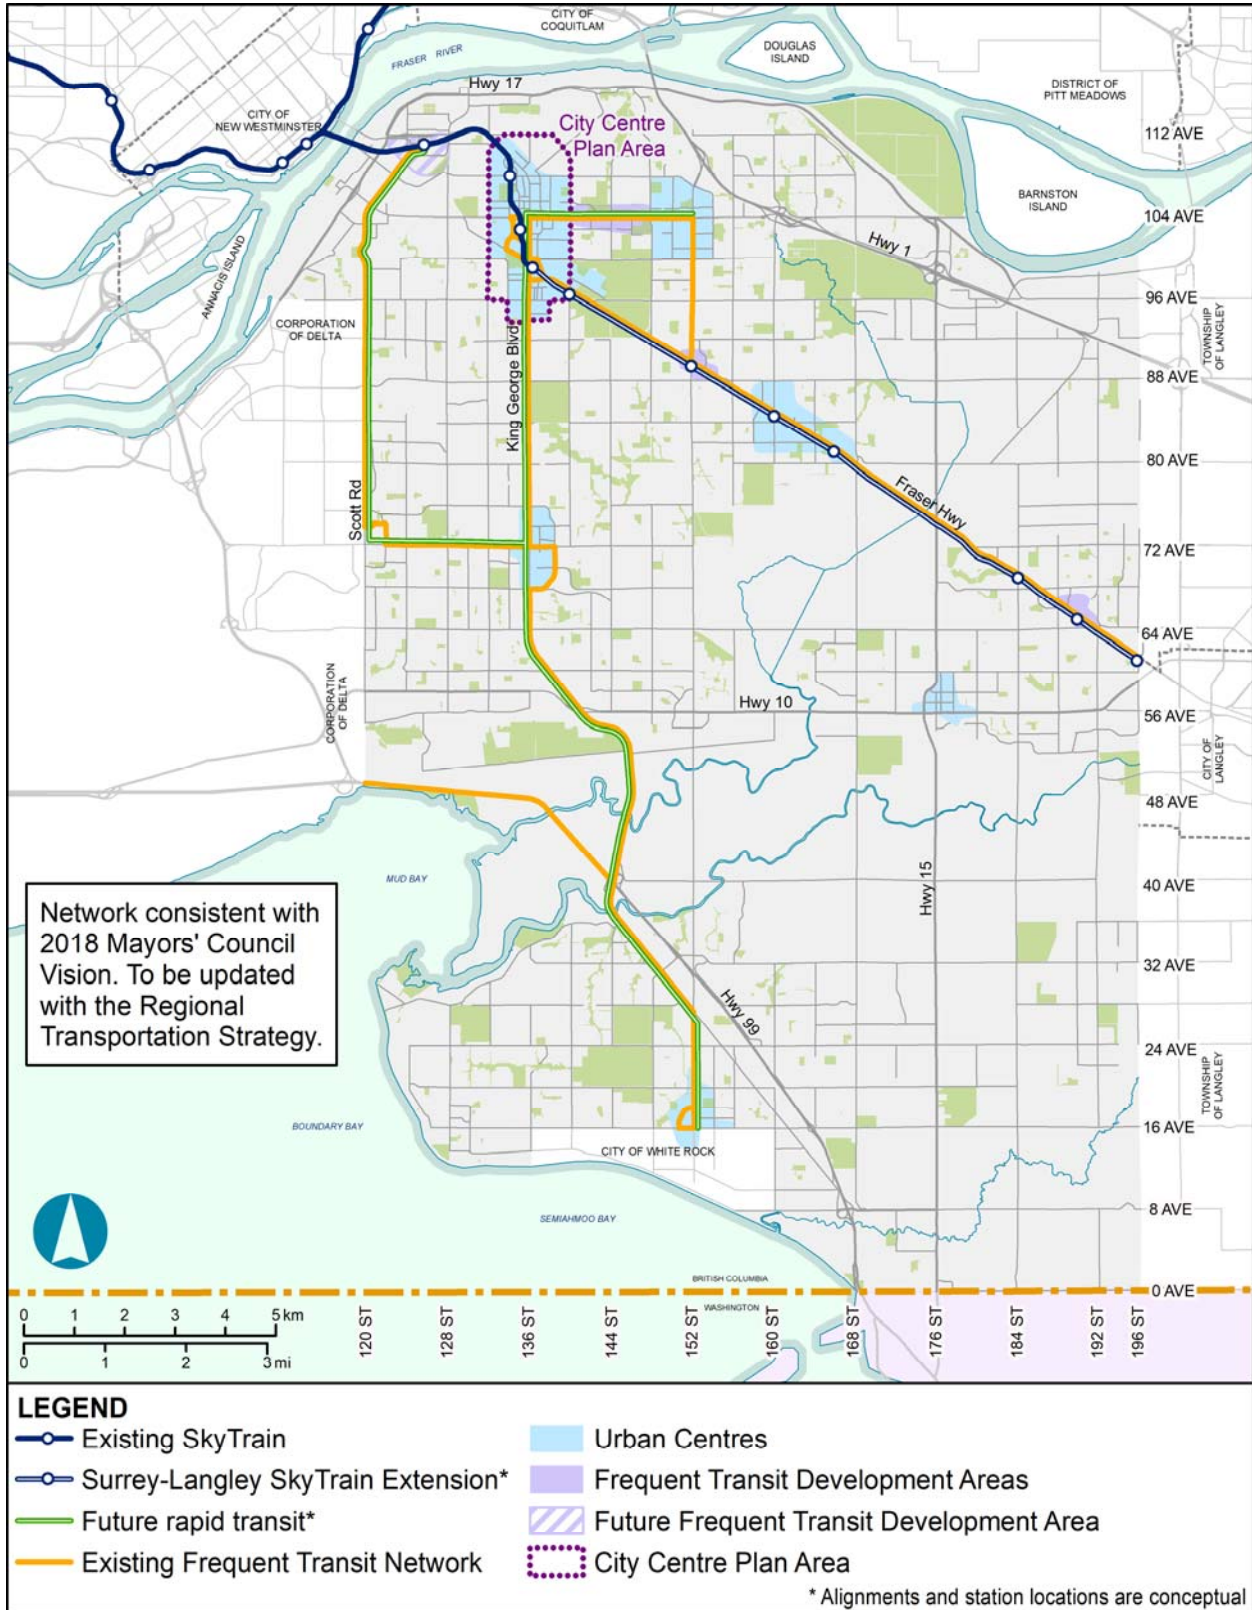 CITY OF
COQUITLAM
DOUGLAS
ISLAND
FRASER RIVER
Hwy 17
DISTRICT OF
PITT MEADOWS
CITY OF
NEW WESTMINSTER
City Centre
Plan Area
112 AVE
BARNSTON
ISLAND
104 AVE
Hwy 1
ANNACIS ISLAND
96 AVE
CORPORATION
OF DELTA
TOWNSHIP
OF LANGLEY
King George Blvd
88 AVE
80 AVE
Scott Rd
Fraser Hwy
72 AVE
64 AVE
CORPORATION
OF DELTA
Hwy 10
56 AVE
CITY OF
LANGLEY
48 AVE
MUD BAY
40 AVE
Hwy 15
Network consistent with
2018 Mayors' Council
Vision. To be updated
with the Regional
Transportation Strategy.
32 AVE
Hwy 99
24 AVE
TOWNSHIP
OF LANGLEY
BOUNDARY BAY
16 AVE
CITY OF WHITE ROCK
SEMIAHMOO BAY
8 AVE
BRITISH COLUMBIA
0 AVE
WASHINGTON
0 1 2 3 4 5 km
0 1 2 3 mi
120 ST
128 ST
136 ST
144 ST
152 ST
160 ST
168 ST
176 ST
184 ST
192 ST
196 ST
LEGEND
Existing SkyTrain
Surrey-Langley SkyTrain Extension*
Future rapid transit*
Existing Frequent Transit Network
Urban Centres
Frequent Transit Development Areas
Future Frequent Transit Development Area
City Centre Plan Area
* Alignments and station locations are conceptual